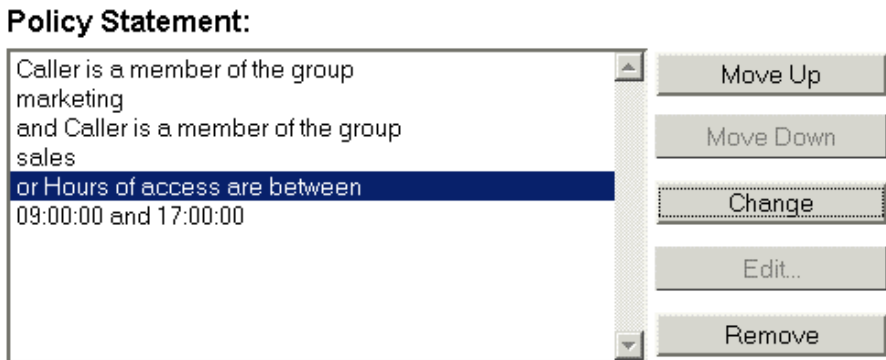 Policy Statement:
Caller is a member of the group
marketing
and Caller is a member of the group
sales
or Hours of access are between
09:00:00 and 17:00:00
Move Up
Move Down
Change
Edit...
Remove